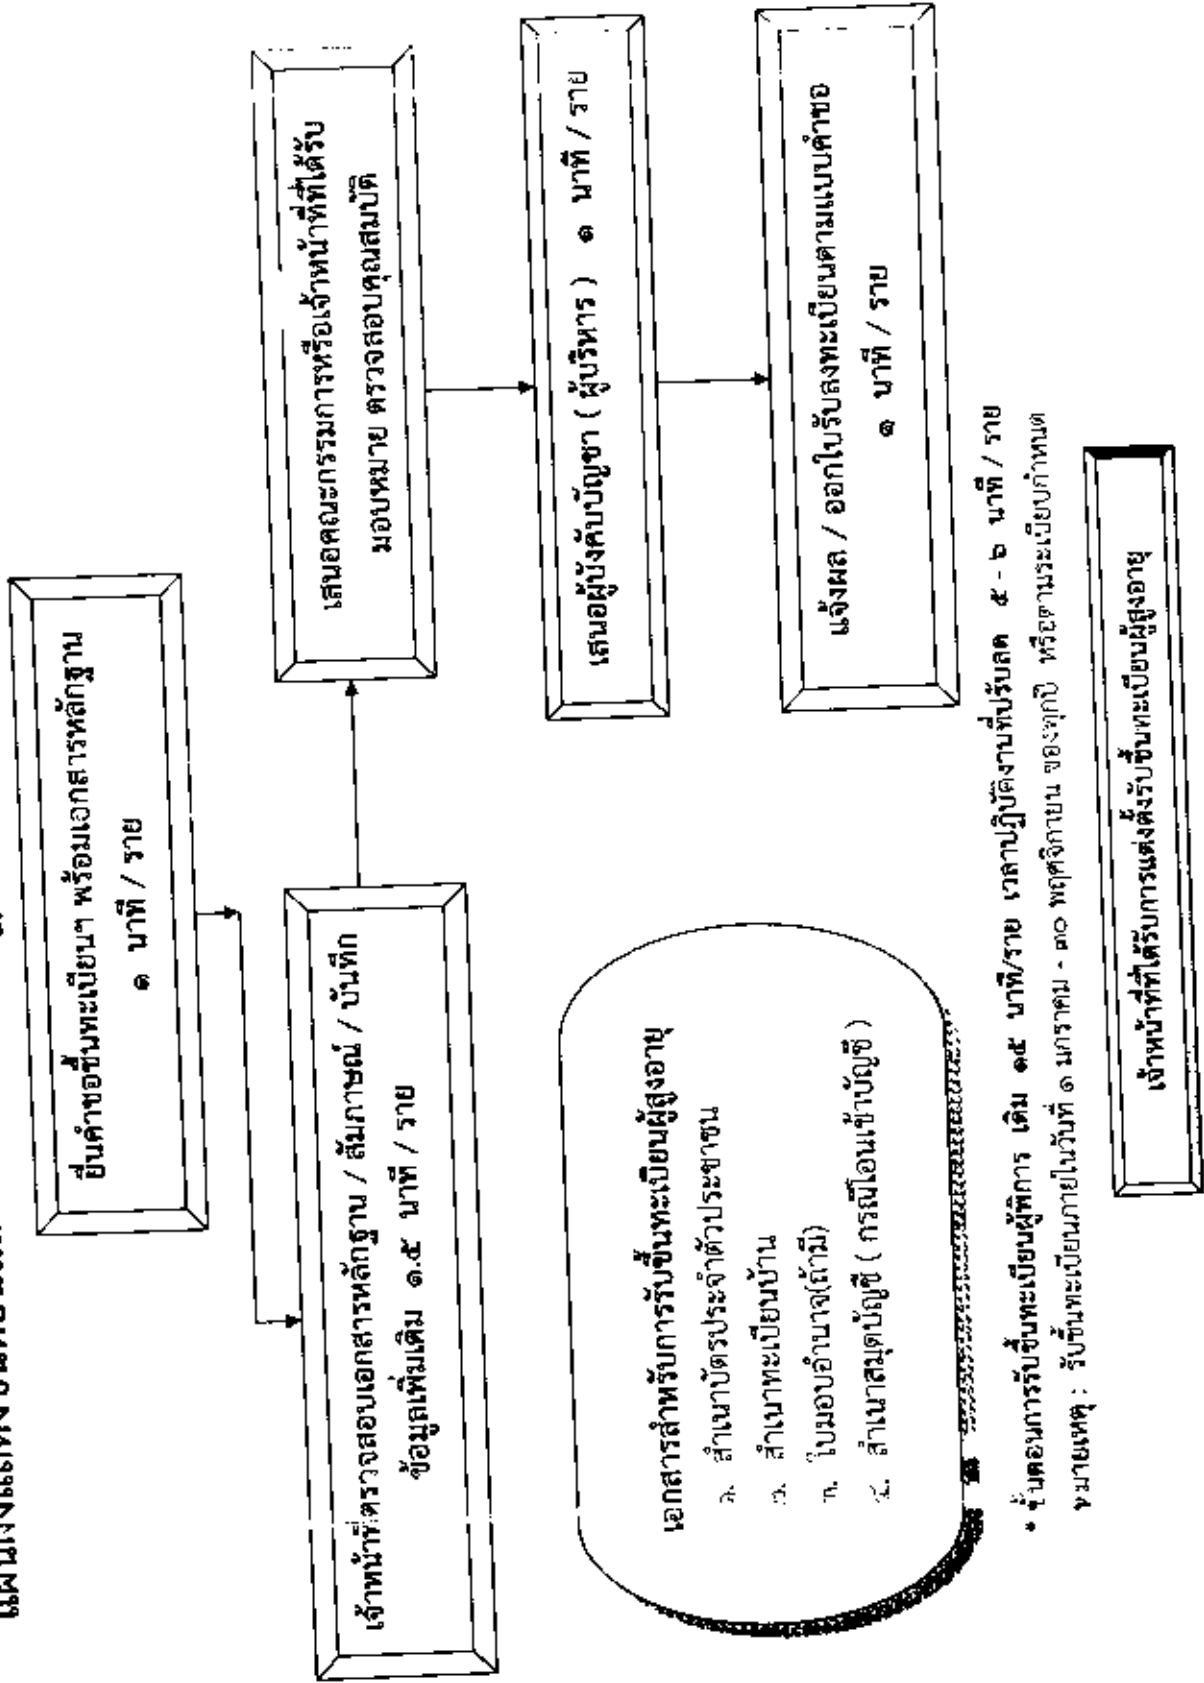 ยื่นคำขอขึ้นทะเบียนฯ พร้อมเอกสารหลักฐาน
๑ นาที / ราย
เจ้าหน้าที่ตรวจสอบเอกสารหลักฐาน / สัมภาษณ์ / บันทึก
ข้อมูลเพิ่มเติม ๑.๕ นาที / ราย
เสนอคณะกรรมการหรือเจ้าหน้าที่ที่ได้รับ
มอบหมาย ตรวจสอบคุณสมบัติ
เสนอผู้บังคับบัญชา ( ผู้บริหาร ) ๑ นาที / ราย
แจ้งผล / ออกใบรับลงทะเบียนตามแบบคำขอ
๑ นาที / ราย
เอกสารสำหรับการรับขึ้นทะเบียนผู้สูงอายุ
๑. สำเนาบัตรประจำตัวประชาชน
๒. สำเนาทะเบียนบ้าน
๓. ใบมอบอำนาจ(ถ้ามี)
๔. สำเนาสมุดบัญชี ( กรณีโอนเข้าบัญชี )
* ขั้นตอนการรับขึ้นทะเบียนผู้พิการ เดิม ๑๕ นาที/ราย เวลาปฏิบัติงานที่ปรับลด ๕ - ๖ นาที / ราย
หมายเหตุ : รับขึ้นทะเบียนภายในวันที่ ๑ มกราคม - ๓๐ พฤศจิกายน ของทุกปี หรือตามระเบียบกำหนด
เจ้าหน้าที่ที่ได้รับการแต่งตั้งรับขึ้นทะเบียนผู้สูงอายุ